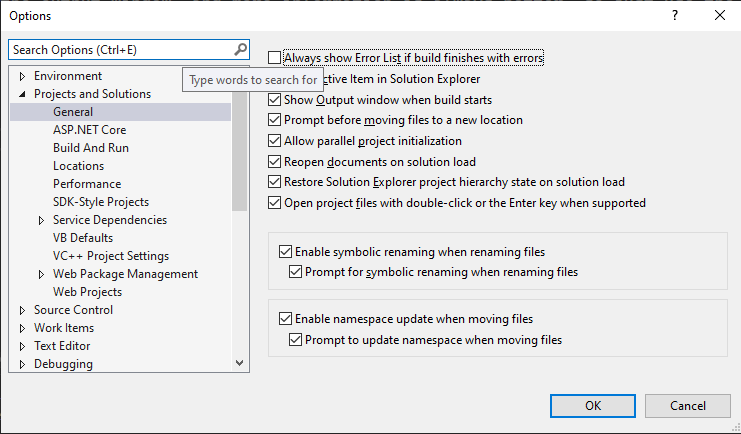 Options
Search Options (Ctrl+E)
Type words to search for
Environment
Projects and Solutions
General
ASP.NET Core
Build And Run
Locations
Performance
SDK-Style Projects
Service Dependencies
VB Defaults
VC++ Project Settings
Web Package Management
Web Projects
Source Control
Work Items
Text Editor
Debugging
Always show Error List if build finishes with errors
Item in Solution Explorer
Show Output window when build starts
Prompt before moving files to a new location
Allow parallel project initialization
Reopen documents on solution load
Restore Solution Explorer project hierarchy state on solution load
Open project files with double-click or the Enter key when supported
Enable symbolic renaming when renaming files
Prompt for symbolic renaming when renaming files
Enable namespace update when moving files
Prompt to update namespace when moving files
OK
Cancel